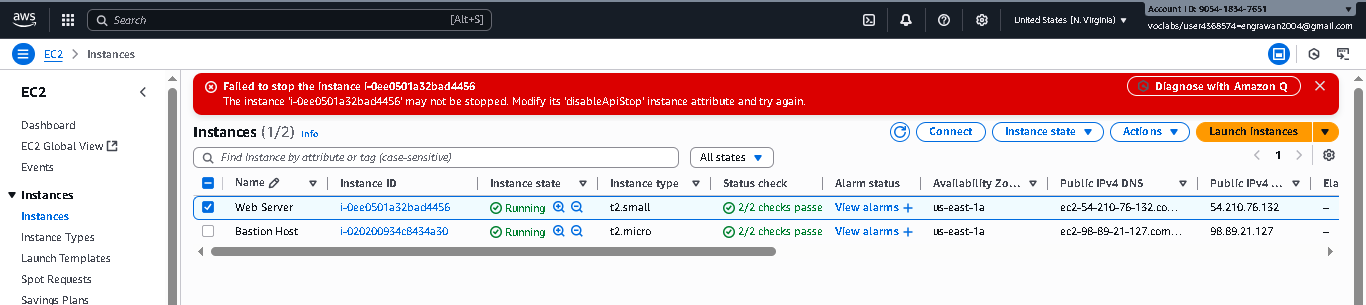 aws
Search [Alt+S]
United States (N. Virginia)
Account ID: 9054-1834-7651
voclabs/user4368574=engrawan2004@gmail.com
EC2 > Instances
EC2
Dashboard
EC2 Global View
Events
Instances
Instances
Instance Types
Launch Templates
Spot Requests
Savings Plans
Failed to stop the instance i-0ee0501a32bad4456
The instance 'i-0ee0501a32bad4456' may not be stopped. Modify its 'disableApiStop' instance attribute and try again.
Diagnose with Amazon Q
Instances (1/2) Info
Connect Instance state Actions Launch instances
Find Instance by attribute or tag (case-sensitive) All states
1
Name Instance ID Instance state Instance type Status check Alarm status Availability Zo... Public IPv4 DNS Public IPv4 ... Ela
Web Server i-0ee0501a32bad4456 Running t2.small 2/2 checks passe View alarms + us-east-1a ec2-54-210-76-132.co... 54.210.76.132 –
Bastion Host i-020200934c8434a30 Running t2.micro 2/2 checks passe View alarms + us-east-1a ec2-98-89-21-127.com... 98.89.21.127 –